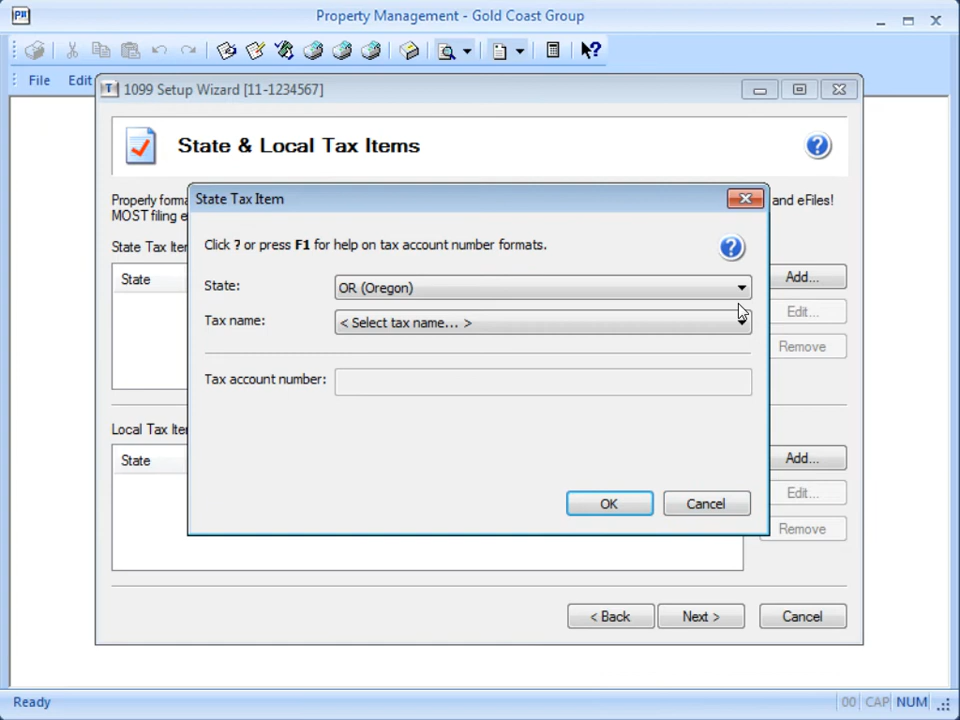 Property Management - Gold Coast Group
File Edit
1099 Setup Wizard [11-1234567]
State & Local Tax Items
Properly forma and eFiles!
MOST filing e
State Tax Iter
State
Add...
Edit...
Remove
State Tax Item
Click ? or press F1 for help on tax account number formats.
State: OR (Oregon)
Tax name: < Select tax name... >
Tax account number:
OK Cancel
Local Tax Iter
State
Add...
Edit...
Remove
< Back Next > Cancel
Ready 00 CAP NUM